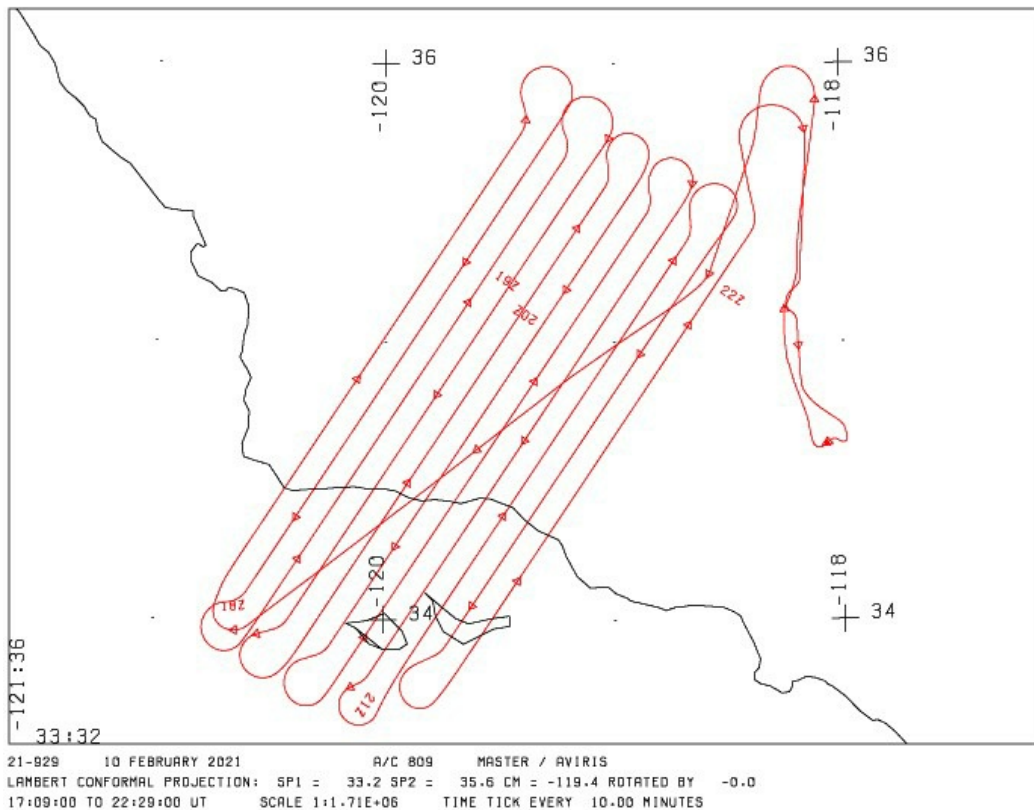 36
36
-120
-118
19Z
20Z
22Z
-120
-118
18Z
34
34
21Z
-121:36
33:32
21-929 10 FEBRUARY 2021 A/C 809 MASTER / AVIRIS
LAMBERT CONFORMAL PROJECTION: SP1 = 33.2 SP2 = 35.6 CM = -119.4 ROTATED BY -0.0
17:09:00 TO 22:29:00 UT SCALE 1:1.71E+06 TIME TICK EVERY 10.00 MINUTES